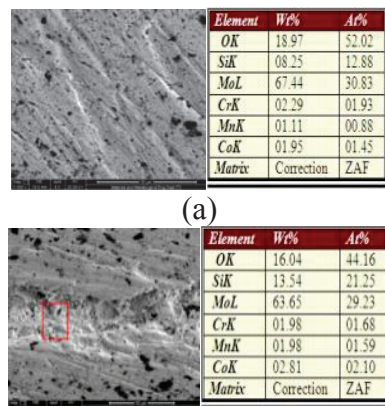 Element Wt% At%
OK 18.97 52.02
SiK 08.25 12.88
MoL 67.44 30.83
CrK 02.29 01.93
MnK 01.11 00.88
CoK 01.95 01.45
Matrix Correction ZAF
(a)
Element Wt% At%
OK 16.04 44.16
SiK 13.54 21.25
MoL 63.65 29.23
CrK 01.98 01.68
MnK 01.98 01.59
CoK 02.81 02.10
Matrix Correction ZAF